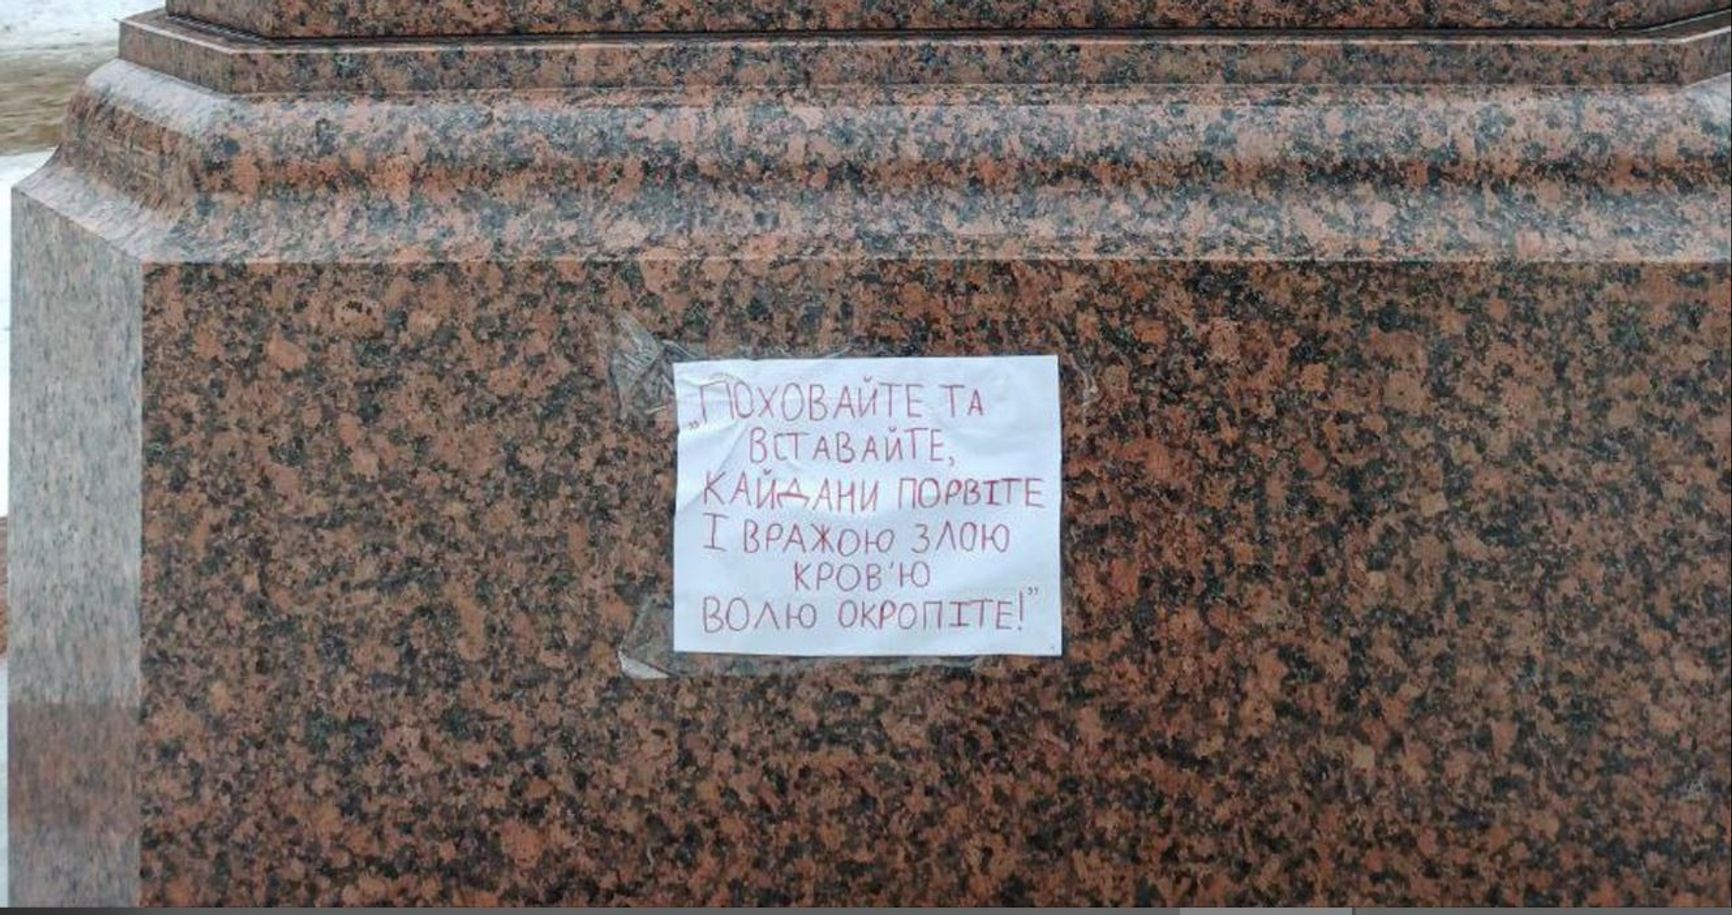 „ПОХОВАЙТЕ ТА
ВСТАВАЙТЕ,
КАЙДАНИ ПОРВІТЕ
І ВРАЖОЮ ЗЛОЮ
КРОВ'Ю
ВОЛЮ ОКРОПІТЕ!”